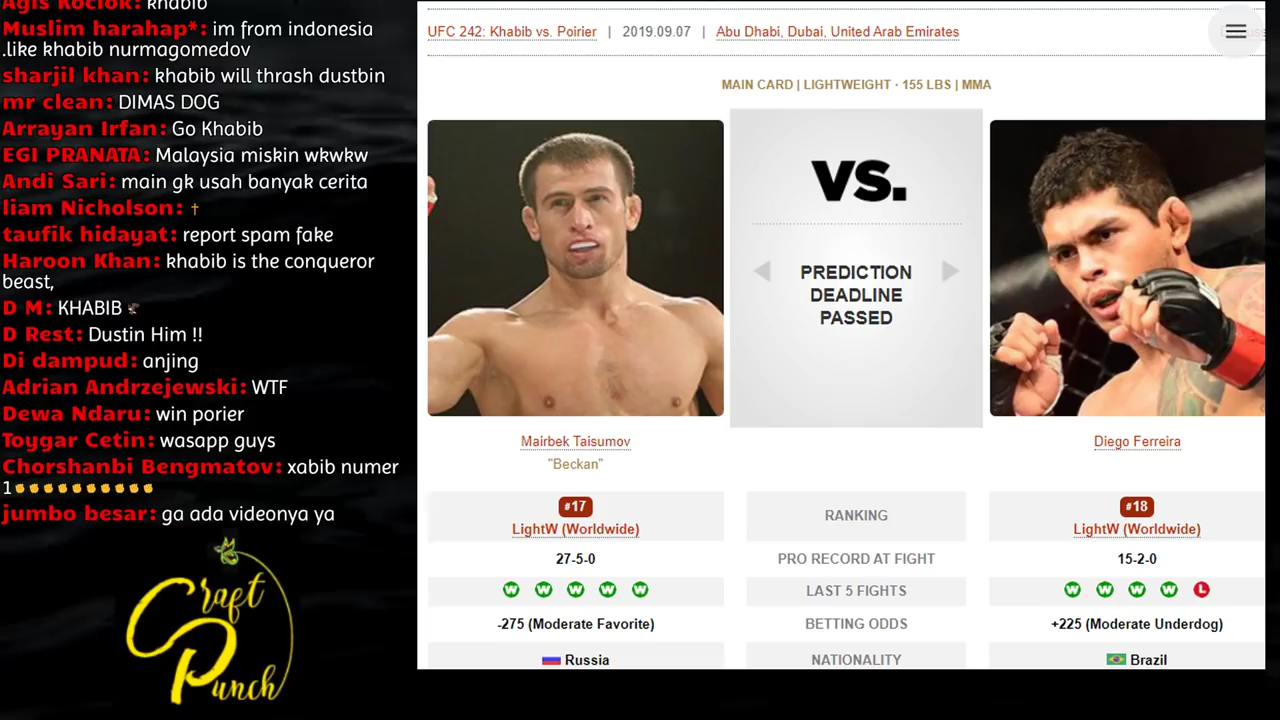 Agis Koclok: khabib
Muslim harahap*: im from indonesia
.like khabib nurmagomedov
sharjil khan: khabib will thrash dustbin
mr clean: DIMAS DOG
Arrayan Irfan: Go Khabib
EGI PRANATA: Malaysia miskin wkwkw
Andi Sari: main gk usah banyak cerita
liam Nicholson: ✝
taufik hidayat: report spam fake
Haroon Khan: khabib is the conqueror
beast,
D M: KHABIB 🦅
D Rest: Dustin Him !!
Di dampud: anjing
Adrian Andrzejewski: WTF
Dewa Ndaru: win porier
Toygar Cetin: wasapp guys
Chorshanbi Bengmatov: xabib numer
1✊✊✊✊✊✊✊✊✊✊
jumbo besar: ga ada videonya ya
Craft
Punch
UFC 242: Khabib vs. Poirier | 2019.09.07 | Abu Dhabi, Dubai, United Arab Emirates
MAIN CARD | LIGHTWEIGHT · 155 LBS | MMA
VS.
PREDICTION
DEADLINE
PASSED
Mairbek Taisumov
"Beckan"
Diego Ferreira
#17 RANKING #18
LightW (Worldwide) LightW (Worldwide)
27-5-0 PRO RECORD AT FIGHT 15-2-0
W W W W W LAST 5 FIGHTS W W W W L
-275 (Moderate Favorite) BETTING ODDS +225 (Moderate Underdog)
Russia NATIONALITY Brazil